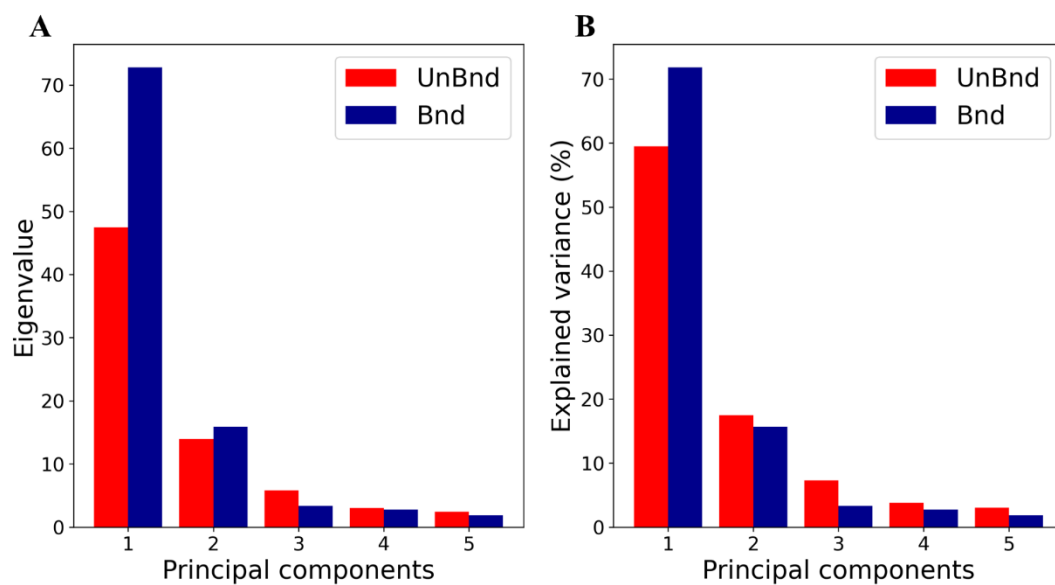 A
Eigenvalue
70
60
50
40
30
20
10
0
UnBnd
Bnd
1 2 3 4 5
Principal components
B
Explained variance (%)
70
60
50
40
30
20
10
0
UnBnd
Bnd
1 2 3 4 5
Principal components